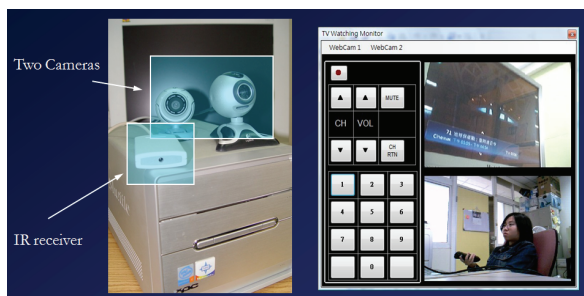 Two Cameras
IR receiver
TV Watching Monitor
WebCam 1 WebCam 2
MUTE
CH VOL
CH
RTN
1 2 3
4 5 6
7 8 9
0
71